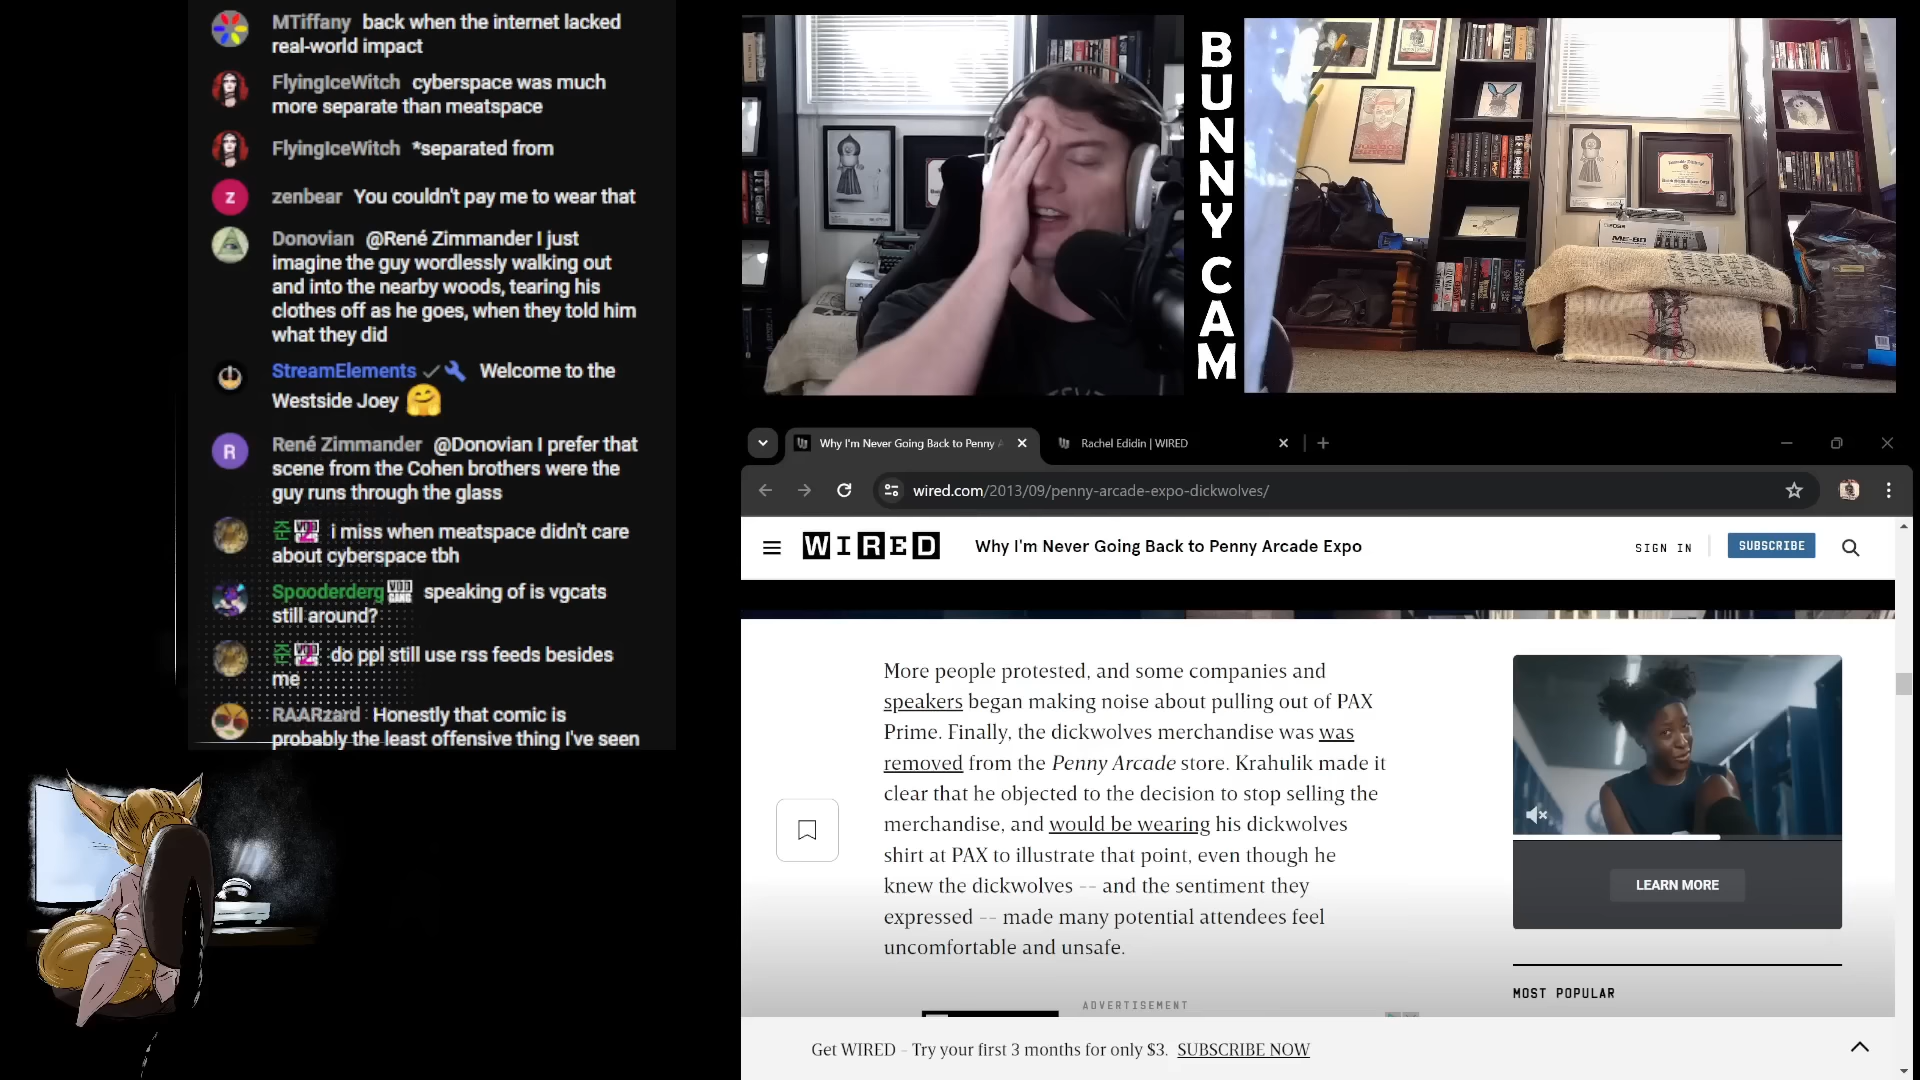 MTiffany back when the internet lacked
real-world impact
FlyingIceWitch cyberspace was much
more separate than meatspace
FlyingIceWitch *separated from
z
zenbear You couldn't pay me to wear that
Donovian @René Zimmander I just
imagine the guy wordlessly walking out
and into the nearby woods, tearing his
clothes off as he goes, when they told him
what they did
StreamElements Welcome to the
Westside Joey
R
René Zimmander @Donovian I prefer that
scene from the Cohen brothers were the
guy runs through the glass
준 i miss when meatspace didn't care
about cyberspace tbh
Spooderderg VOD GANG speaking of is vgcats
still around?
준 do ppl still use rss feeds besides
me
RAARzard Honestly that comic is
probably the least offensive thing I've seen
BUNNY CAM
ME-80
Why I'm Never Going Back to Penny A
Rachel Edidin | WIRED
wired.com/2013/09/penny-arcade-expo-dickwolves/
WIRED
Why I'm Never Going Back to Penny Arcade Expo
SIGN IN
SUBSCRIBE
More people protested, and some companies and
speakers began making noise about pulling out of PAX
Prime. Finally, the dickwolves merchandise was was
removed from the Penny Arcade store. Krahulik made it
clear that he objected to the decision to stop selling the
merchandise, and would be wearing his dickwolves
shirt at PAX to illustrate that point, even though he
knew the dickwolves -- and the sentiment they
expressed -- made many potential attendees feel
uncomfortable and unsafe.
LEARN MORE
MOST POPULAR
ADVERTISEMENT
Get WIRED - Try your first 3 months for only $3. SUBSCRIBE NOW